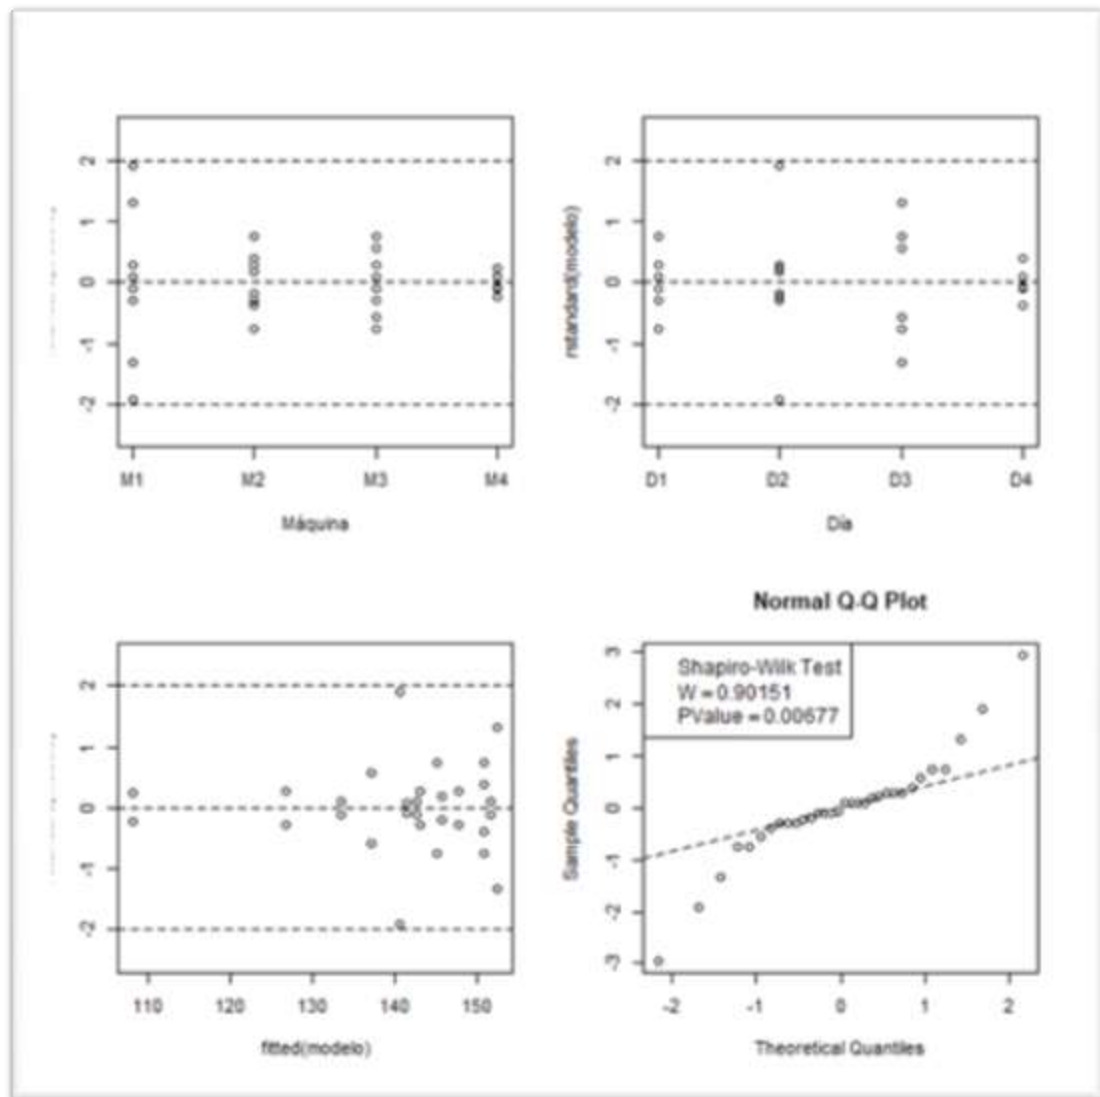 2
1
0
-1
-2
M1 M2 M3 M4
Máquina
rstandard(modelo)
2
1
0
-1
-2
D1 D2 D3 D4
Día
2
1
0
-1
-2
110 120 130 140 150
fitted(modelo)
Normal Q-Q Plot
Shapiro-Wilk Test
W = 0.90151
PValue = 0.00677
Sample Quantiles
3
2
1
0
-1
-2
-3
-2 -1 0 1 2
Theoretical Quantiles